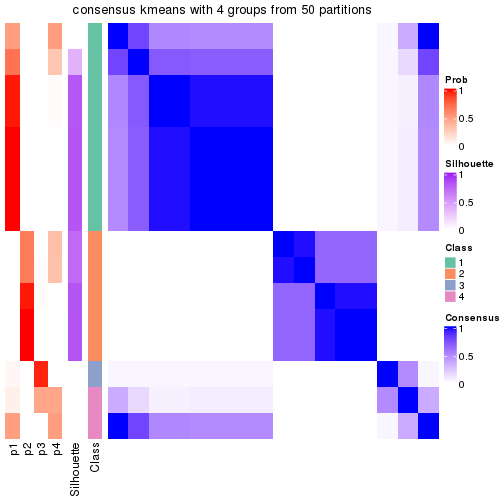 consensus kmeans with 4 groups from 50 partitions
Prob
1
0.5
0
Silhouette
1
0.5
0
Class
1
2
3
4
Consensus
1
0.5
0
p1
p2
p3
p4
Silhouette
Class